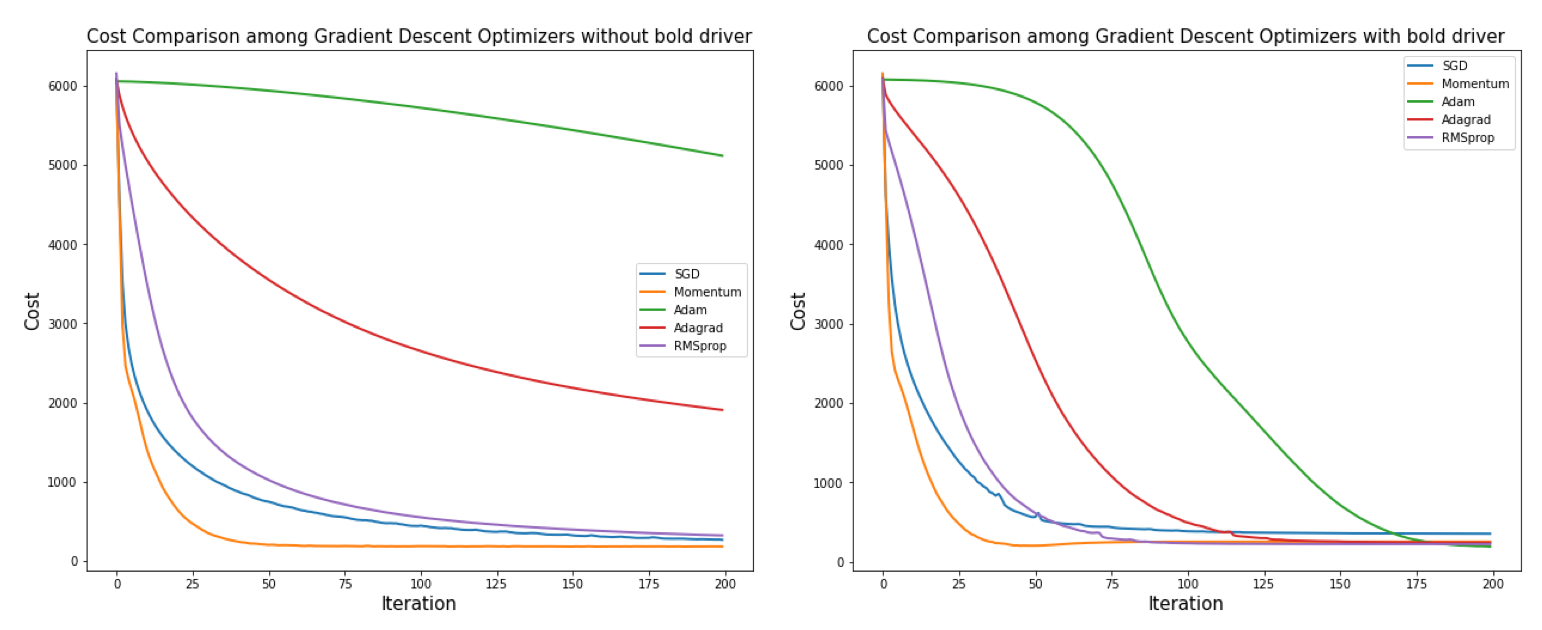 Cost Comparison among Gradient Descent Optimizers without bold driver
Cost
6000
5000
4000
3000
2000
1000
0
SGD
Momentum
Adam
Adagrad
RMSprop
0 25 50 75 100 125 150 175 200
Iteration
Cost Comparison among Gradient Descent Optimizers with bold driver
Cost
6000
5000
4000
3000
2000
1000
0
SGD
Momentum
Adam
Adagrad
RMSprop
0 25 50 75 100 125 150 175 200
Iteration